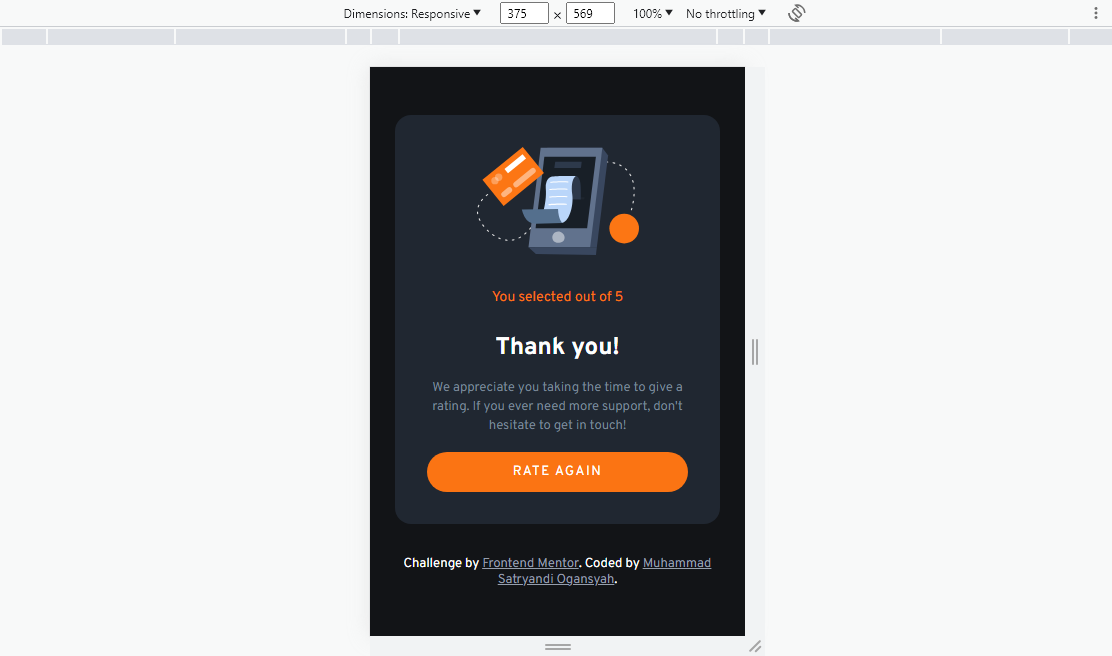 Dimensions: Responsive 375 × 569 100% No throttling
You selected out of 5
Thank you!
We appreciate you taking the time to give a
rating. If you ever need more support, don't
hesitate to get in touch!
RATE AGAIN
Challenge by Frontend Mentor. Coded by Muhammad
Satryandi Ogansyah.